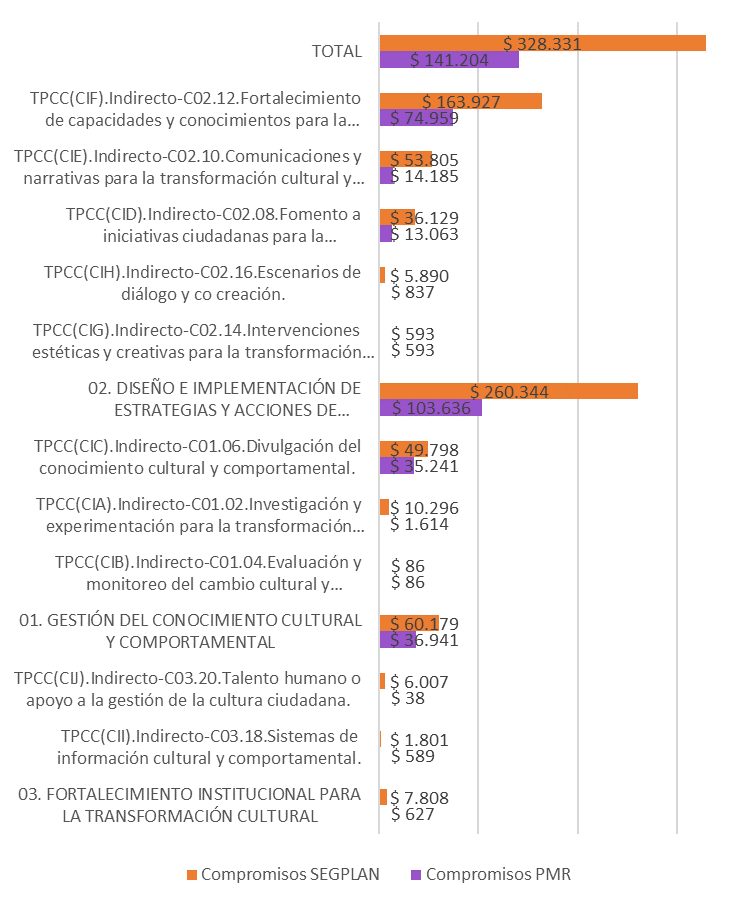 TOTAL
$ 328.331
$ 141.204
TPCC(CIF).Indirecto-C02.12.Fortalecimiento
de capacidades y conocimientos para la…
$ 163.927
$ 74.959
TPCC(CIE).Indirecto-C02.10.Comunicaciones y
narrativas para la transformación cultural y…
$ 53.805
$ 14.185
TPCC(CID).Indirecto-C02.08.Fomento a
iniciativas ciudadanas para la…
$ 36.129
$ 13.063
TPCC(CIH).Indirecto-C02.16.Escenarios de
diálogo y co creación.
$ 5.890
$ 837
TPCC(CIG).Indirecto-C02.14.Intervenciones
estéticas y creativas para la transformación…
$ 593
$ 593
02. DISEÑO E IMPLEMENTACIÓN DE
ESTRATEGIAS Y ACCIONES DE…
$ 260.344
$ 103.636
TPCC(CIC).Indirecto-C01.06.Divulgación del
conocimiento cultural y comportamental.
$ 49.798
$ 35.241
TPCC(CIA).Indirecto-C01.02.Investigación y
experimentación para la transformación…
$ 10.296
$ 1.614
TPCC(CIB).Indirecto-C01.04.Evaluación y
monitoreo del cambio cultural y…
$ 86
$ 86
01. GESTIÓN DEL CONOCIMIENTO CULTURAL
Y COMPORTAMENTAL
$ 60.179
$ 36.941
TPCC(CIJ).Indirecto-C03.20.Talento humano o
apoyo a la gestión de la cultura ciudadana.
$ 6.007
$ 38
TPCC(CII).Indirecto-C03.18.Sistemas de
información cultural y comportamental.
$ 1.801
$ 589
03. FORTALECIMIENTO INSTITUCIONAL PARA
LA TRANSFORMACIÓN CULTURAL
$ 7.808
$ 627
Compromisos SEGPLAN
Compromisos PMR